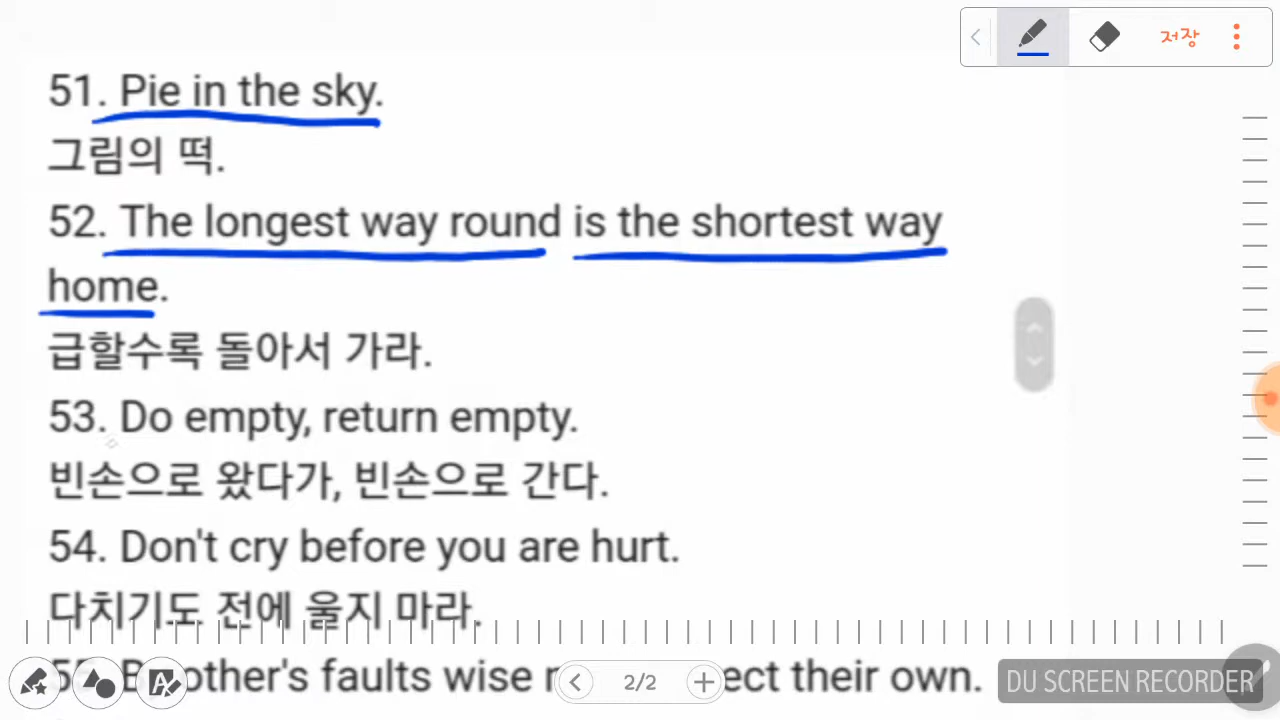 저장
51. Pie in the sky.
그림의 떡.
52. The longest way round is the shortest way
home.
급할수록 돌아서 가라.
53. Do empty, return empty.
빈손으로 왔다가, 빈손으로 간다.
54. Don't cry before you are hurt.
다치기도 전에 울지 마라.
faults wise their own.
2/2
DU SCREEN RECORDER